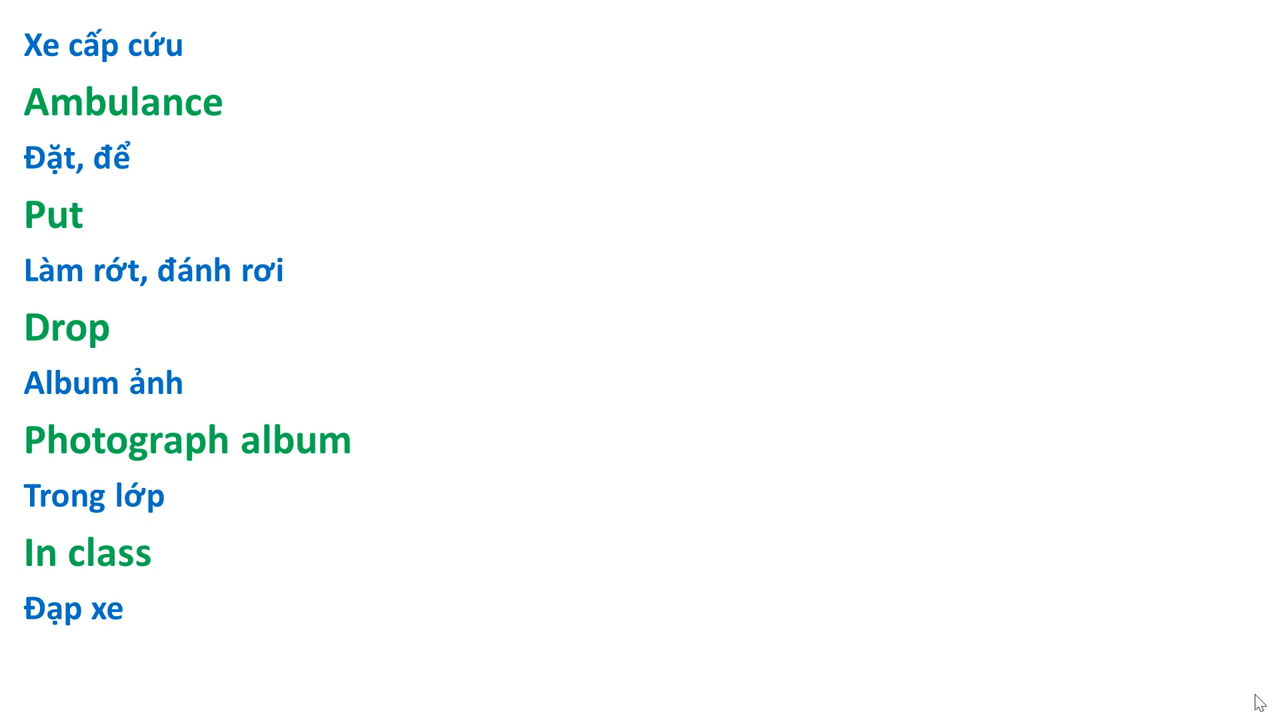 Xe cấp cứu
Ambulance
Đặt, để
Put
Làm rớt, đánh rơi
Drop
Album ảnh
Photograph album
Trong lớp
In class
Đạp xe